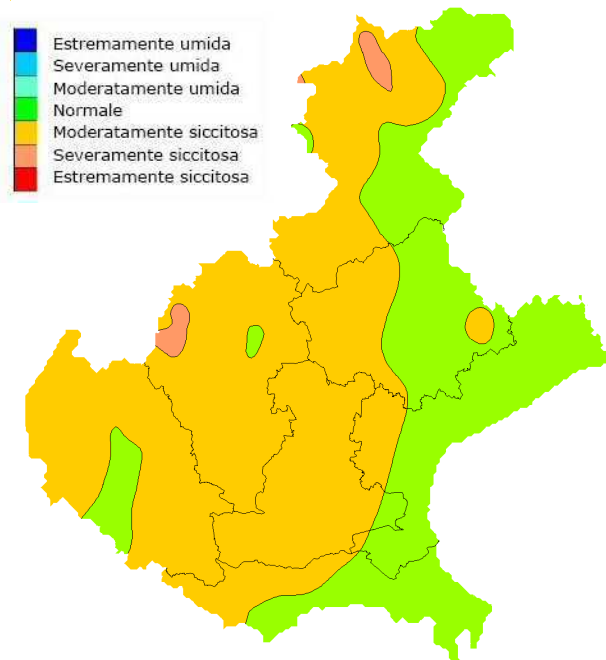 Estremamente umida
Severamente umida
Moderatamente umida
Normale
Moderatamente siccitosa
Severamente siccitosa
Estremamente siccitosa